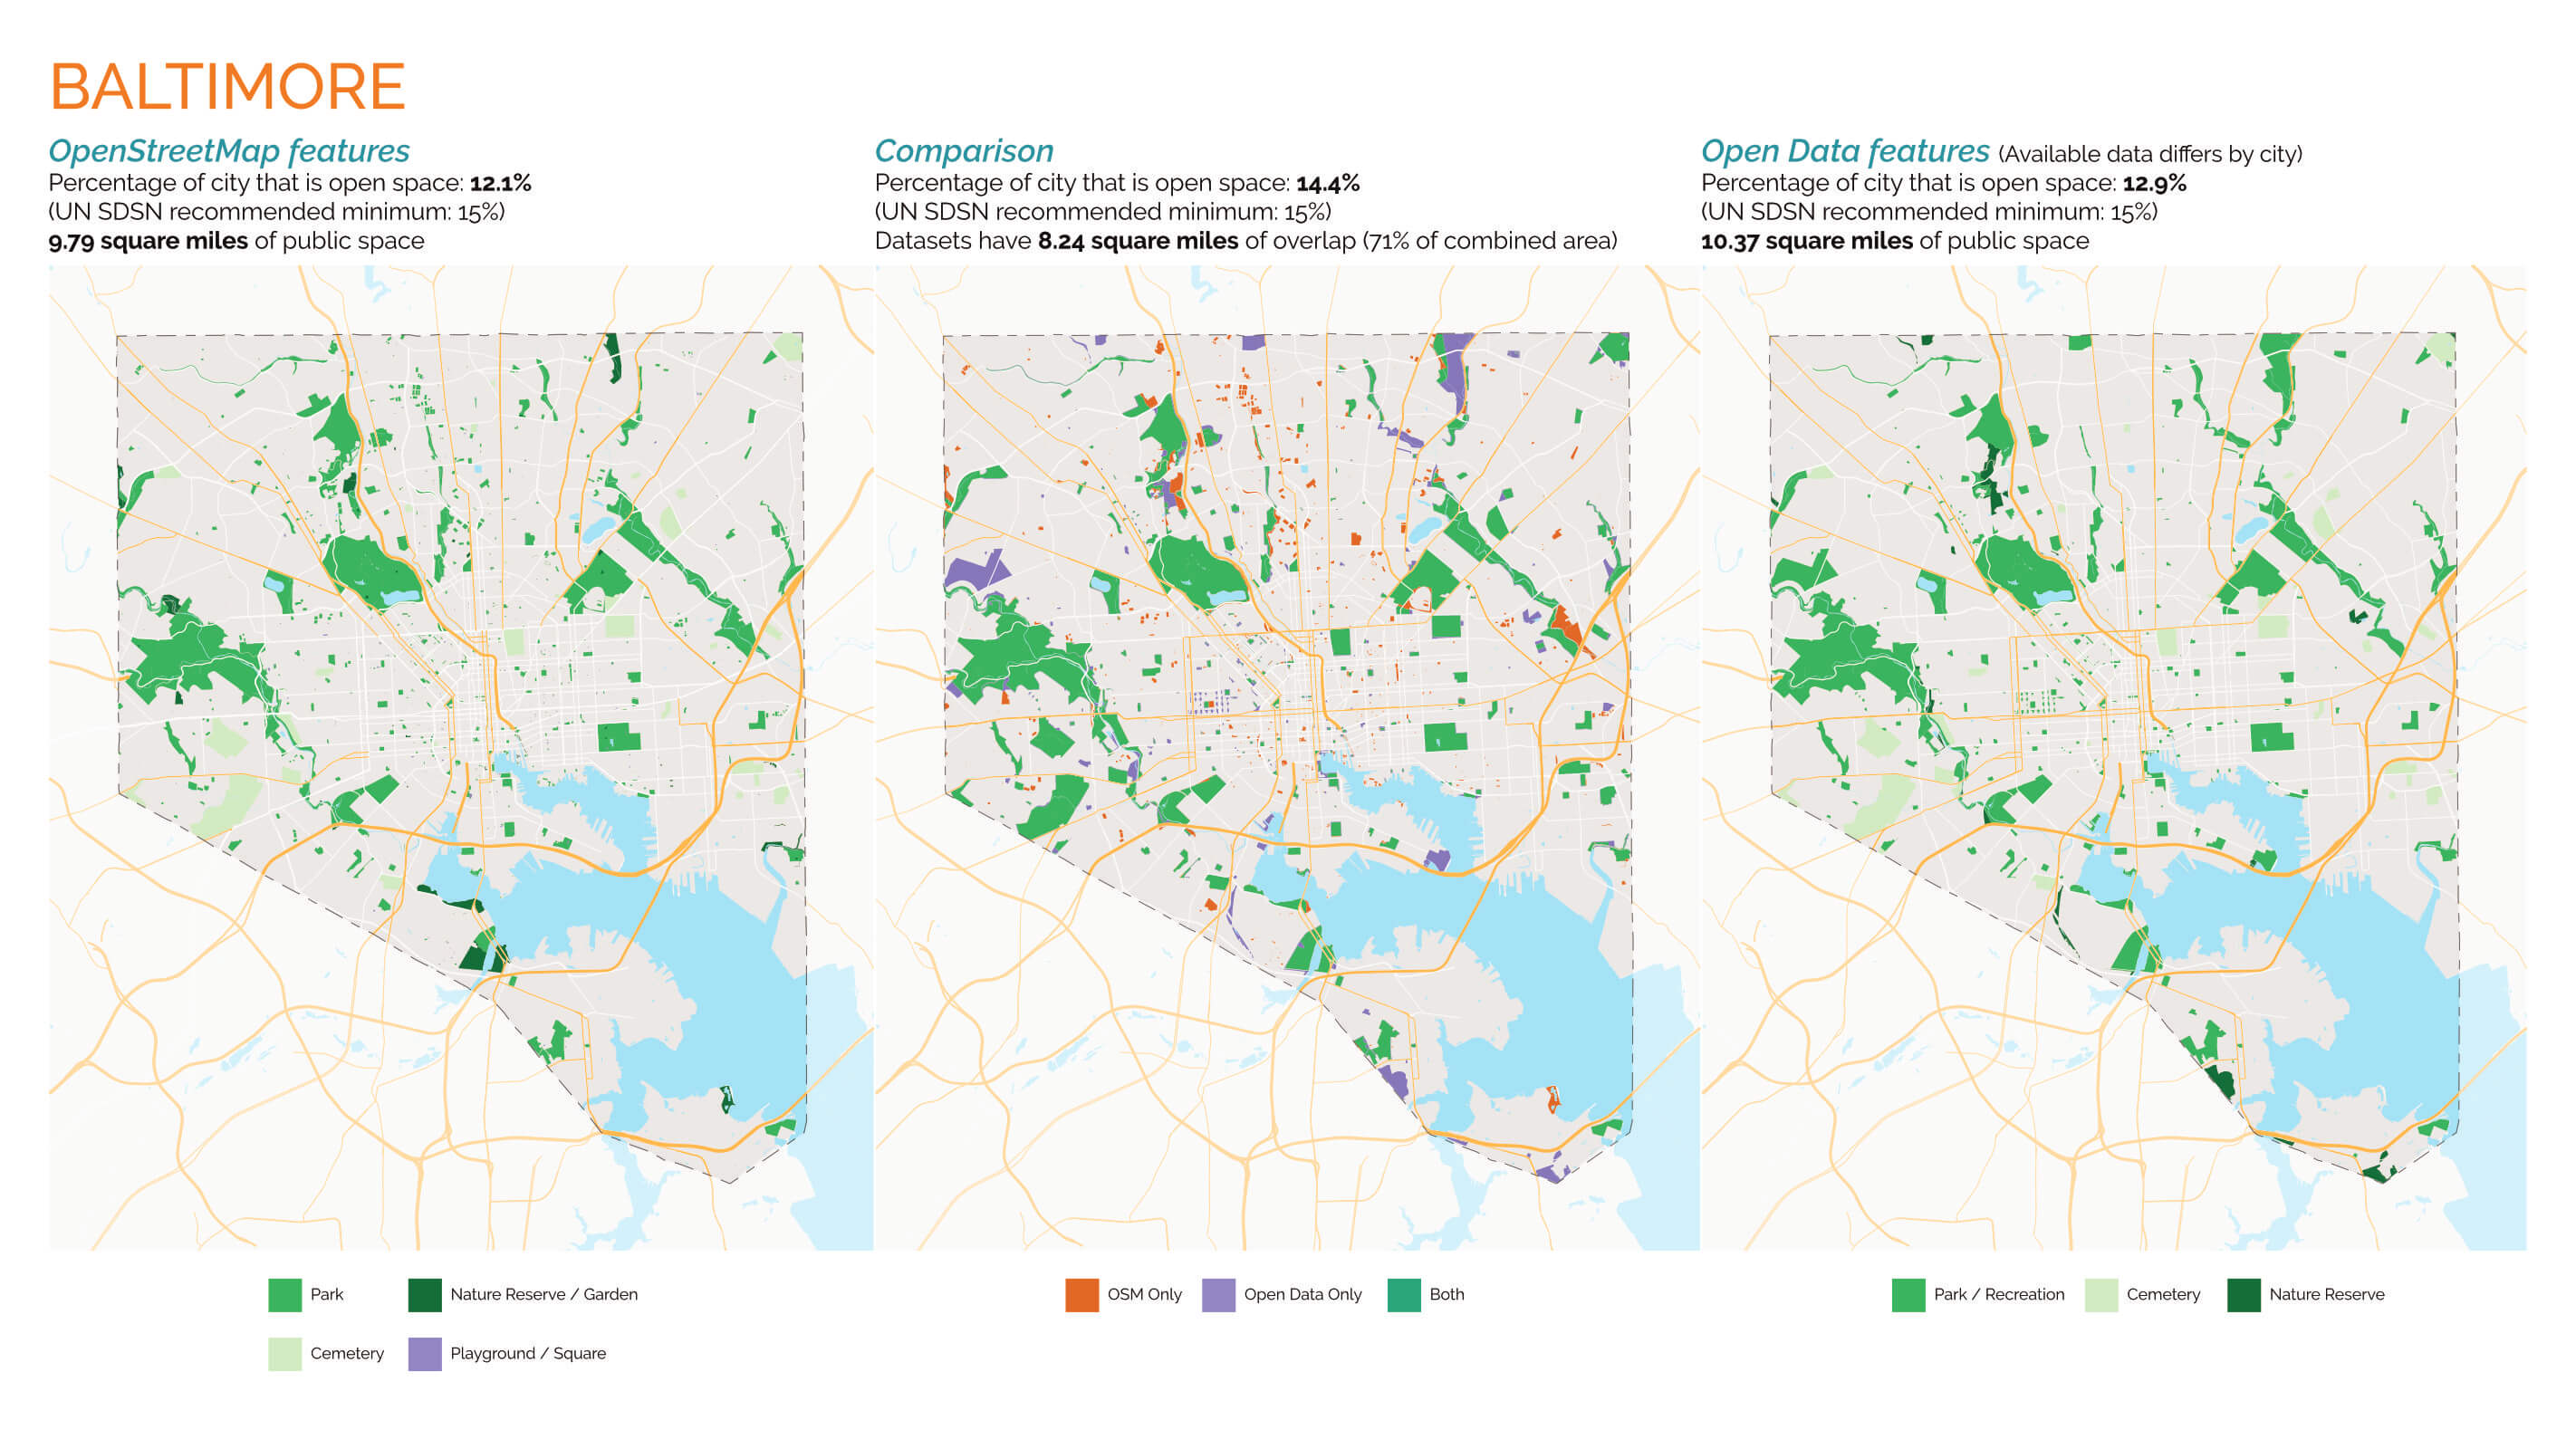 BALTIMORE
OpenStreetMap features
Percentage of city that is open space: 12.1%
(UN SDSN recommended minimum: 15%)
9.79 square miles of public space
Comparison
Percentage of city that is open space: 14.4%
(UN SDSN recommended minimum: 15%)
Datasets have 8.24 square miles of overlap (71% of combined area)
Open Data features (Available data differs by city)
Percentage of city that is open space: 12.9%
(UN SDSN recommended minimum: 15%)
10.37 square miles of public space
Park
Nature Reserve / Garden
Cemetery
Playground / Square
OSM Only
Open Data Only
Both
Park / Recreation
Cemetery
Nature Reserve